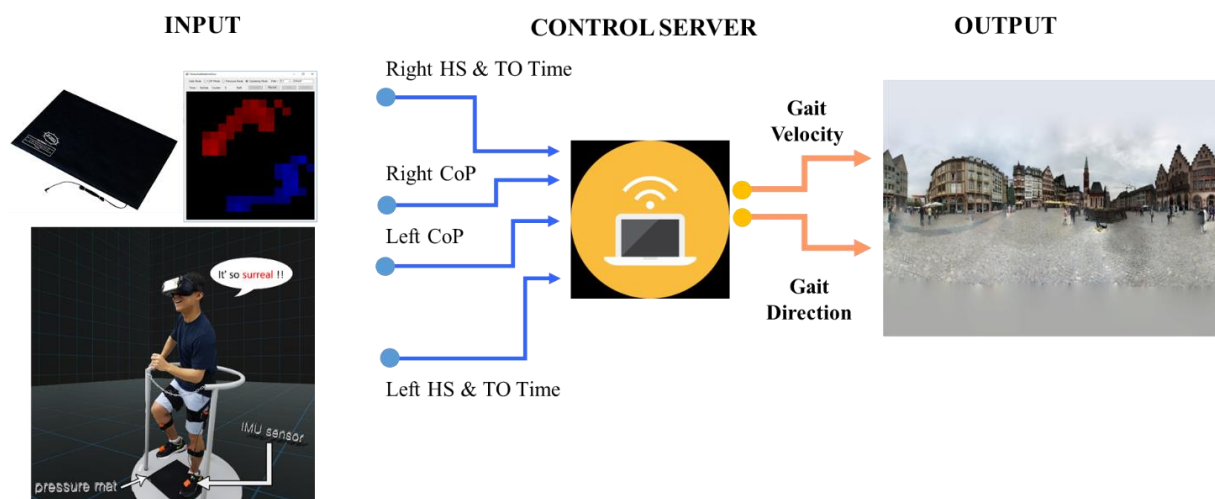 INPUT
CONTROL SERVER
OUTPUT
Right HS & TO Time
Right CoP
Left CoP
Left HS & TO Time
Gait
Velocity
Gait
Direction
It' so surreal !!
IMU sensor
pressure mat